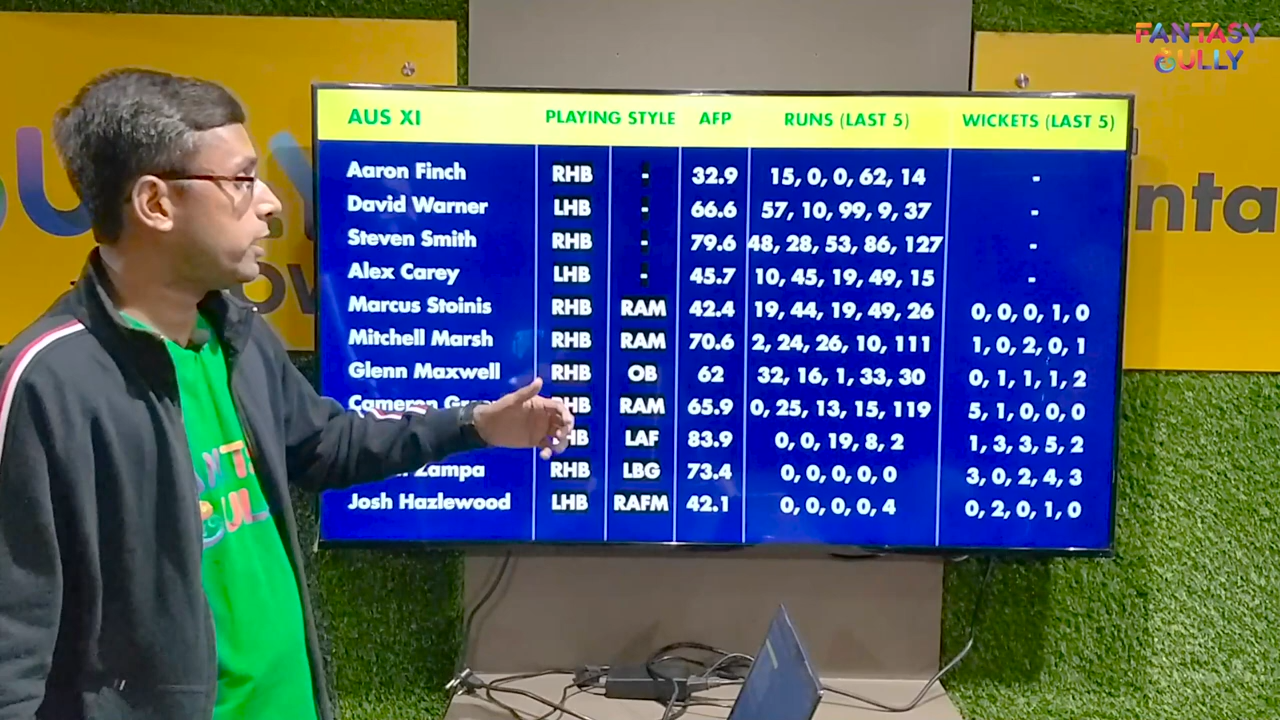 FANTASY
GULLY
AUS XI PLAYING STYLE AFP RUNS (LAST 5) WICKETS (LAST 5)
Aaron Finch RHB - 32.9 15, 0, 0, 62, 14 -
David Warner LHB - 66.6 57, 10, 99, 9, 37 -
Steven Smith RHB - 79.6 48, 28, 53, 86, 127 -
Alex Carey LHB - 45.7 10, 45, 19, 49, 15 -
Marcus Stoinis RHB RAM 42.4 19, 44, 19, 49, 26 0, 0, 0, 1, 0
Mitchell Marsh RHB RAM 70.6 2, 24, 26, 10, 111 1, 0, 2, 0, 1
Glenn Maxwell RHB OB 62 32, 16, 1, 33, 30 0, 1, 1, 1, 2
Cameron RHB RAM 65.9 0, 25, 13, 15, 119 5, 1, 0, 0, 0
LAF 83.9 0, 0, 19, 8, 2 1, 3, 3, 5, 2
Zampa RHB LBG 73.4 0, 0, 0, 0, 0 3, 0, 2, 4, 3
Josh Hazlewood LHB RAFM 42.1 0, 0, 0, 0, 4 0, 2, 0, 1, 0